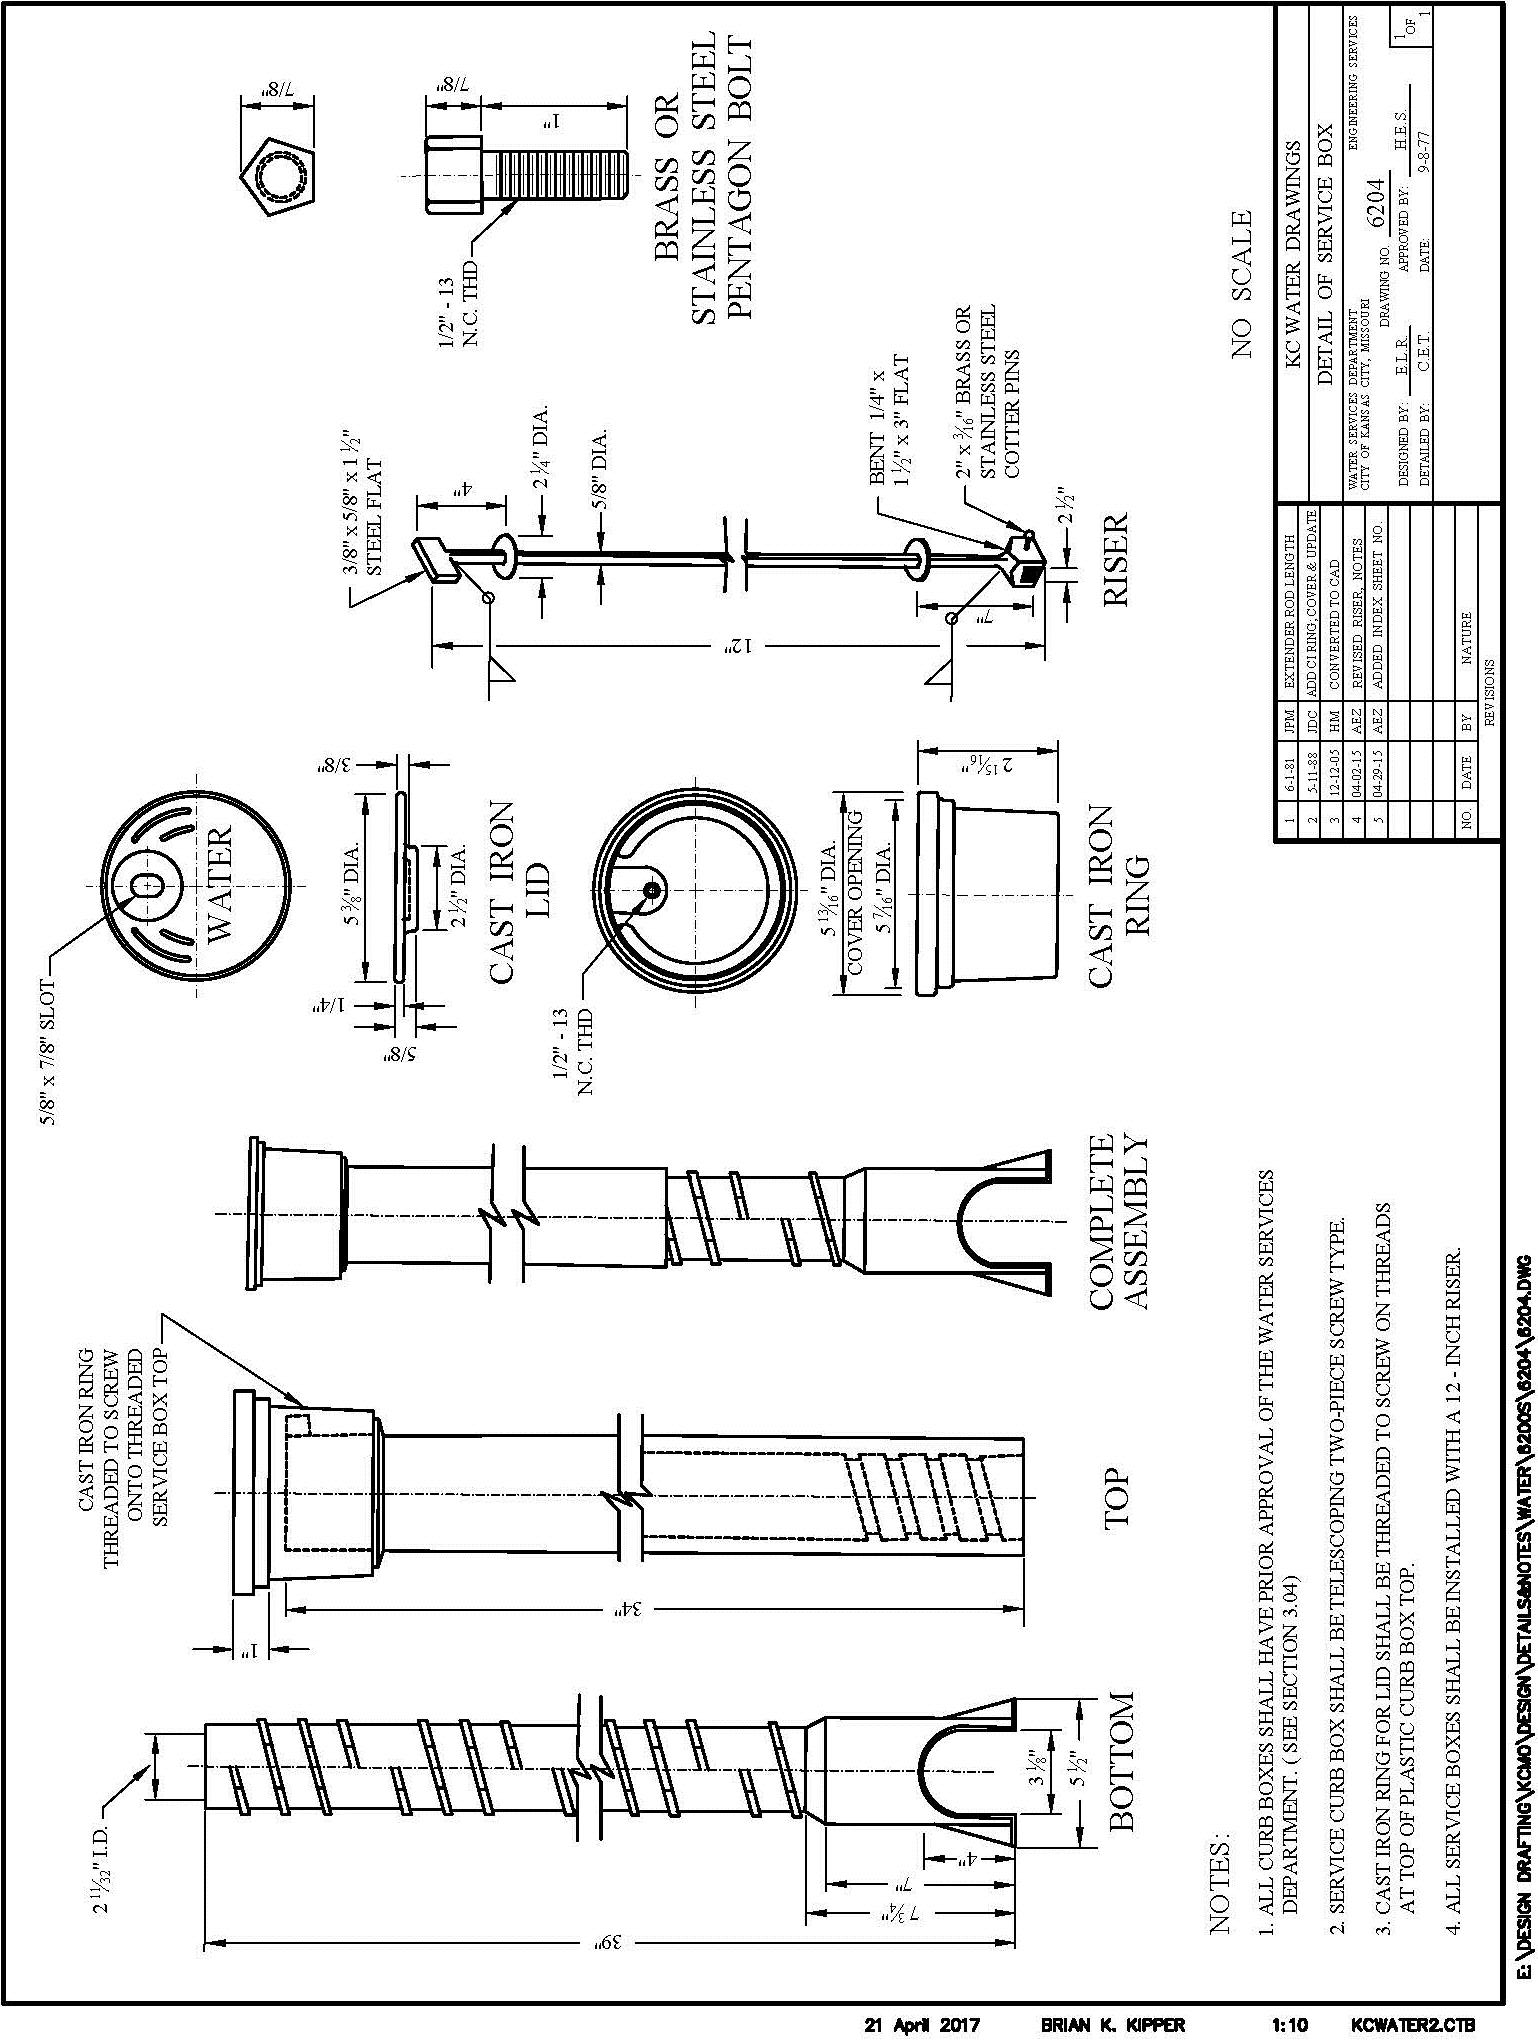 2 11/32" I.D.
39"
7 3/4"
7"
4"
3 1/8"
5 1/2"
BOTTOM
CAST IRON RING
THREADED TO SCREW
ONTO THREADED
SERVICE BOX TOP
1"
34"
TOP
COMPLETE
ASSEMBLY
5/8" x 7/8" SLOT
WATER
5 3/8" DIA.
3/8"
1/4"
5/8"
2 1/2" DIA.
CAST IRON
LID
1/2" - 13
N.C. THD
5 13/16" DIA.
COVER OPENING
5 7/16" DIA.
2 15/16"
CAST IRON
RING
3/8" x 5/8" x 1 1/2"
STEEL FLAT
4"
2 1/4" DIA.
5/8" DIA.
12"
7"
BENT 1/4" x
1 1/2" x 3" FLAT
2" x 3/16" BRASS OR
STAINLESS STEEL
COTTER PINS
2 1/2"
RISER
7/8"
7/8"
1"
1/2" - 13
N.C. THD
BRASS OR
STAINLESS STEEL
PENTAGON BOLT
NO SCALE
NOTES:
1. ALL CURB BOXES SHALL HAVE PRIOR APPROVAL OF THE WATER SERVICES
DEPARTMENT. ( SEE SECTION 3.04)
2. SERVICE CURB BOX SHALL BE TELESCOPING TWO-PIECE SCREW TYPE.
3. CAST IRON RING FOR LID SHALL BE THREADED TO SCREW ON THREADS
AT TOP OF PLASTIC CURB BOX TOP.
4. ALL SERVICE BOXES SHALL BE INSTALLED WITH A 12 - INCH RISER.
1 6-1-81 JPM EXTENDER ROD LENGTH
2 5-11-88 JDC ADD CI RING; COVER & UPDATE
3 12-12-05 HM CONVERTED TO CAD
4 04-02-15 AEZ REVISED RISER, NOTES
5 04-29-15 AEZ ADDED INDEX SHEET NO.
NO DATE BY NATURE
REVISIONS
KC WATER DRAWINGS
DETAIL OF SERVICE BOX
WATER SERVICES DEPARTMENT ENGINEERING SERVICES
CITY OF KANSAS CITY, MISSOURI
DRAWING NO. 6204
1 OF 1
DESIGNED BY: E.L.R. APPROVED BY: H.E.S.
DETAILED BY: C.E.T. DATE: 9-8-77
E:\DESIGN DRAFTING\KCMO\DESIGN\DETAILS&NOTES\WATER\6200S\6204\6204.DWG
21 April 2017 BRIAN K. KIPPER 1:10 KCWATER2.CTB